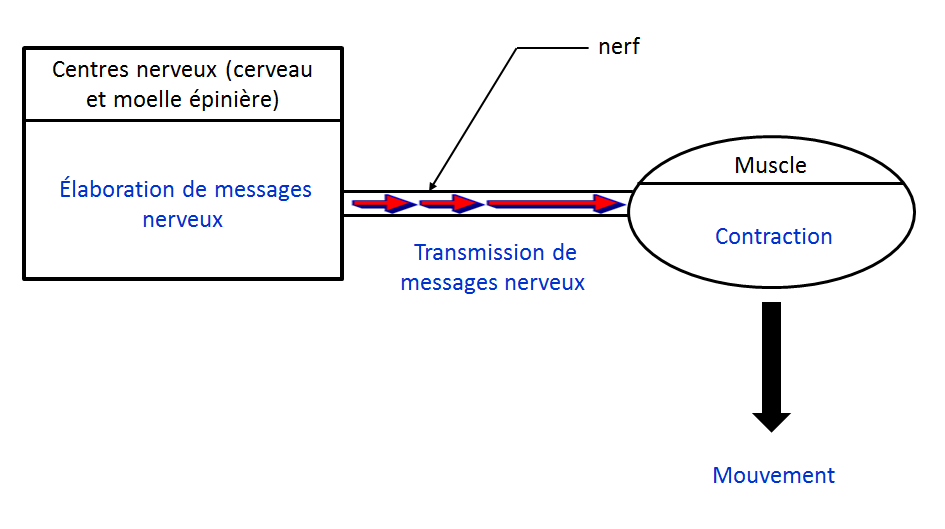 nerf
Centres nerveux (cerveau
et moelle épinière)
Élaboration de messages
nerveux
Transmission de
messages nerveux
Muscle
Contraction
Mouvement